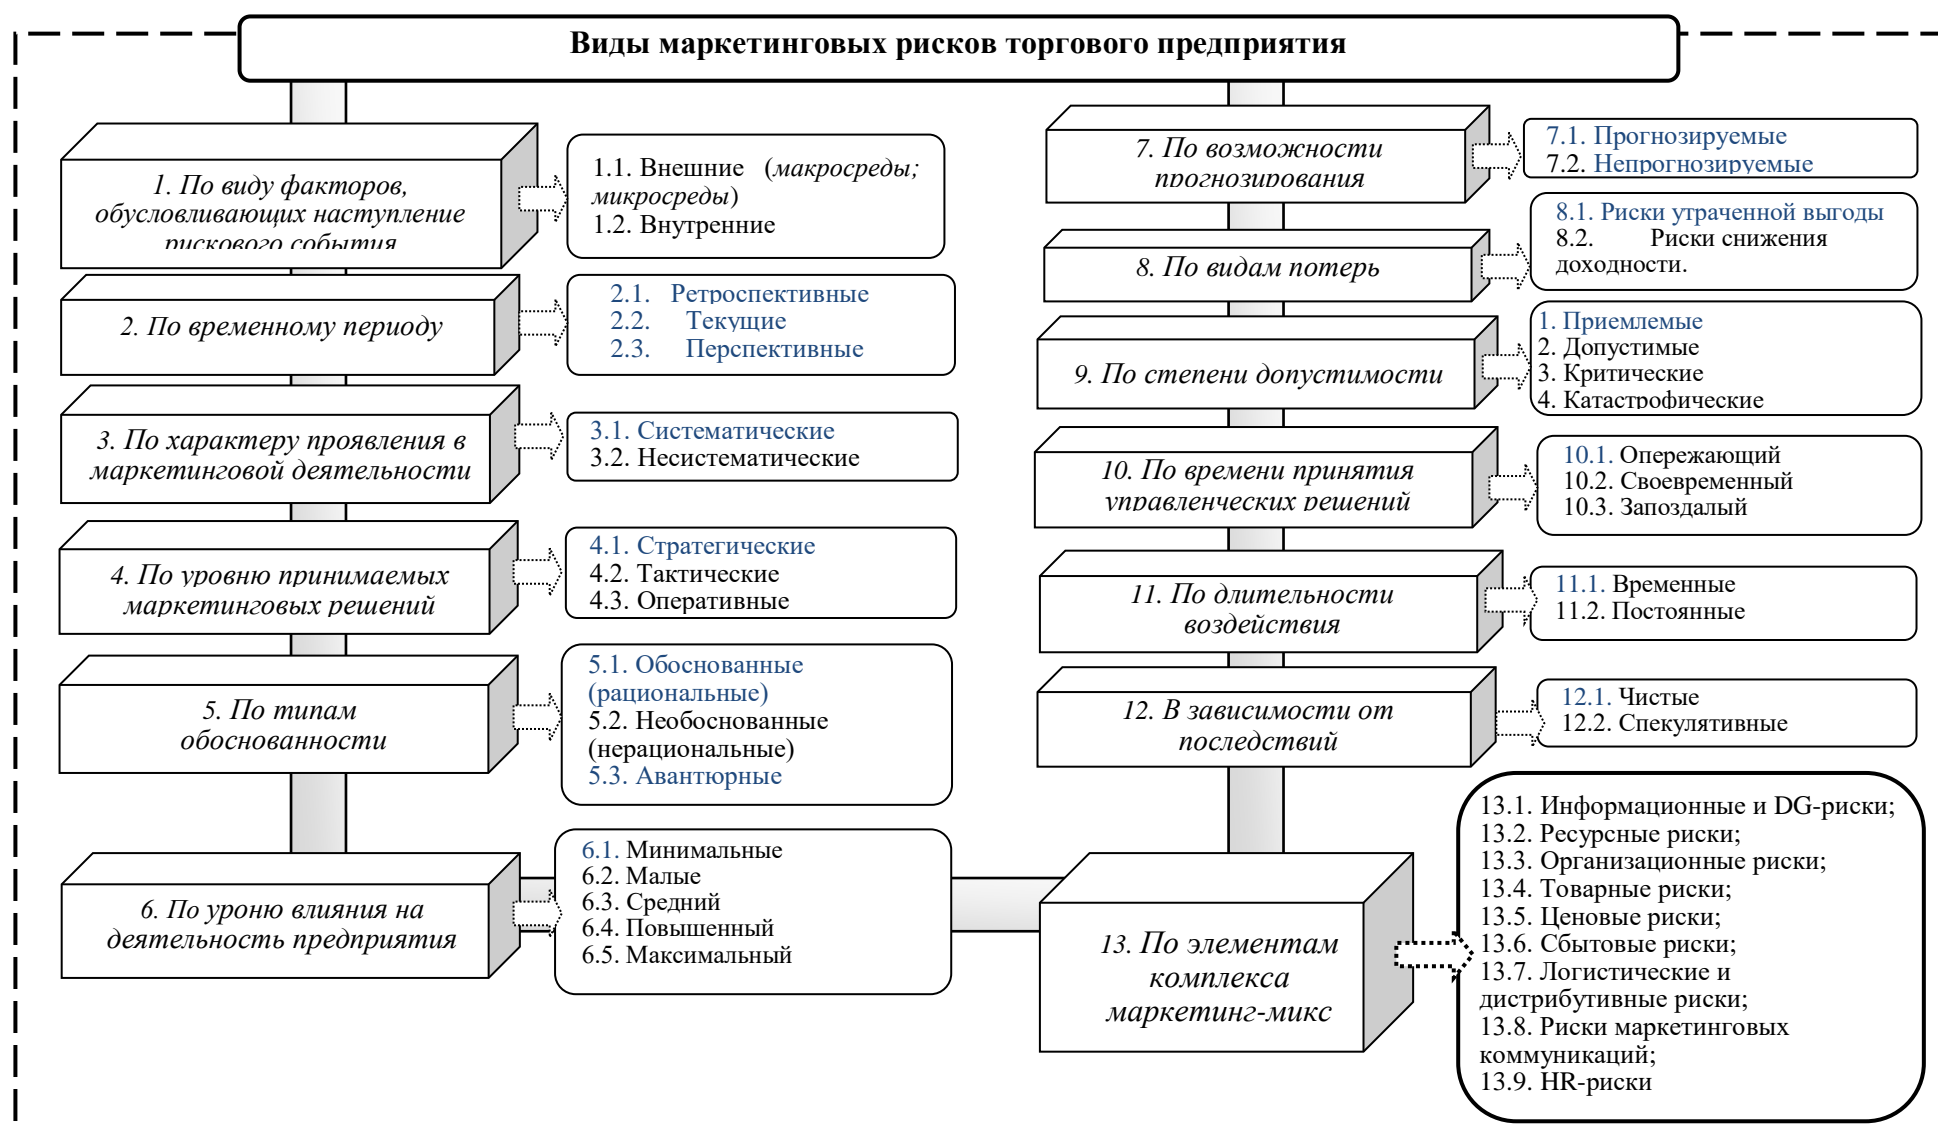 Виды маркетинговых рисков торгового предприятия
1. По виду факторов,
обусловливающих наступление
рискового события
1.1. Внешние (макросреды;
микросреды)
1.2. Внутренние
2. По временному периоду
2.1. Ретроспективные
2.2. Текущие
2.3. Перспективные
3. По характеру проявления в
маркетинговой деятельности
3.1. Систематические
3.2. Несистематические
4. По уровню принимаемых
маркетинговых решений
4.1. Стратегические
4.2. Тактические
4.3. Оперативные
5. По типам
обоснованности
5.1. Обоснованные
(рациональные)
5.2. Необоснованные
(нерациональные)
5.3. Авантюрные
6. По уроню влияния на
деятельность предприятия
6.1. Минимальные
6.2. Малые
6.3. Средний
6.4. Повышенный
6.5. Максимальный
7. По возможности
прогнозирования
7.1. Прогнозируемые
7.2. Непрогнозируемые
8. По видам потерь
8.1. Риски утраченной выгоды
8.2. Риски снижения
доходности.
9. По степени допустимости
1. Приемлемые
2. Допустимые
3. Критические
4. Катастрофические
10. По времени принятия
управленческих решений
10.1. Опережающий
10.2. Своевременный
10.3. Запоздалый
11. По длительности
воздействия
11.1. Временные
11.2. Постоянные
12. В зависимости от
последствий
12.1. Чистые
12.2. Спекулятивные
13. По элементам
комплекса
маркетинг-микс
13.1. Информационные и DG-риски;
13.2. Ресурсные риски;
13.3. Организационные риски;
13.4. Товарные риски;
13.5. Ценовые риски;
13.6. Сбытовые риски;
13.7. Логистические и
дистрибутивные риски;
13.8. Риски маркетинговых
коммуникаций;
13.9. HR-риски